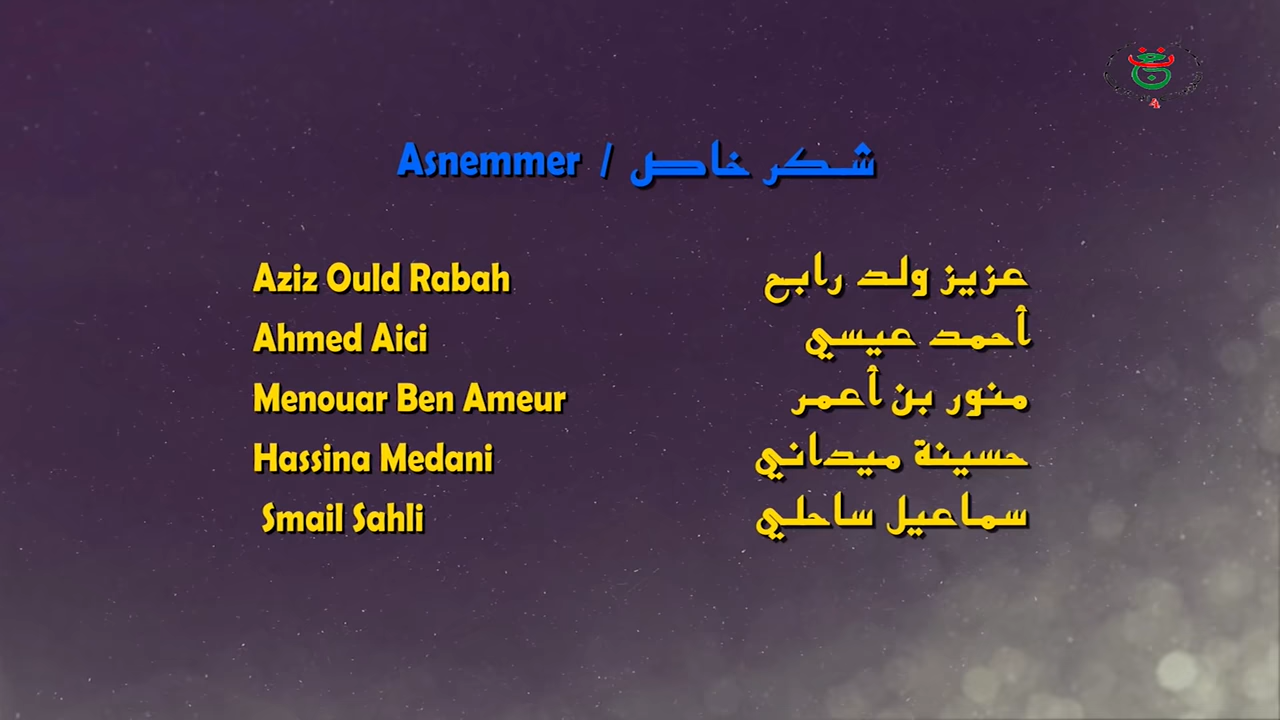 Asnemmer / شكر خاص
Aziz Ould Rabah عزيز ولد رابح
Ahmed Aici أحمد عيسي
Menouar Ben Ameur منور بن أعمر
Hassina Medani حسينة ميداني
Smail Sahli سماعيل ساحلي